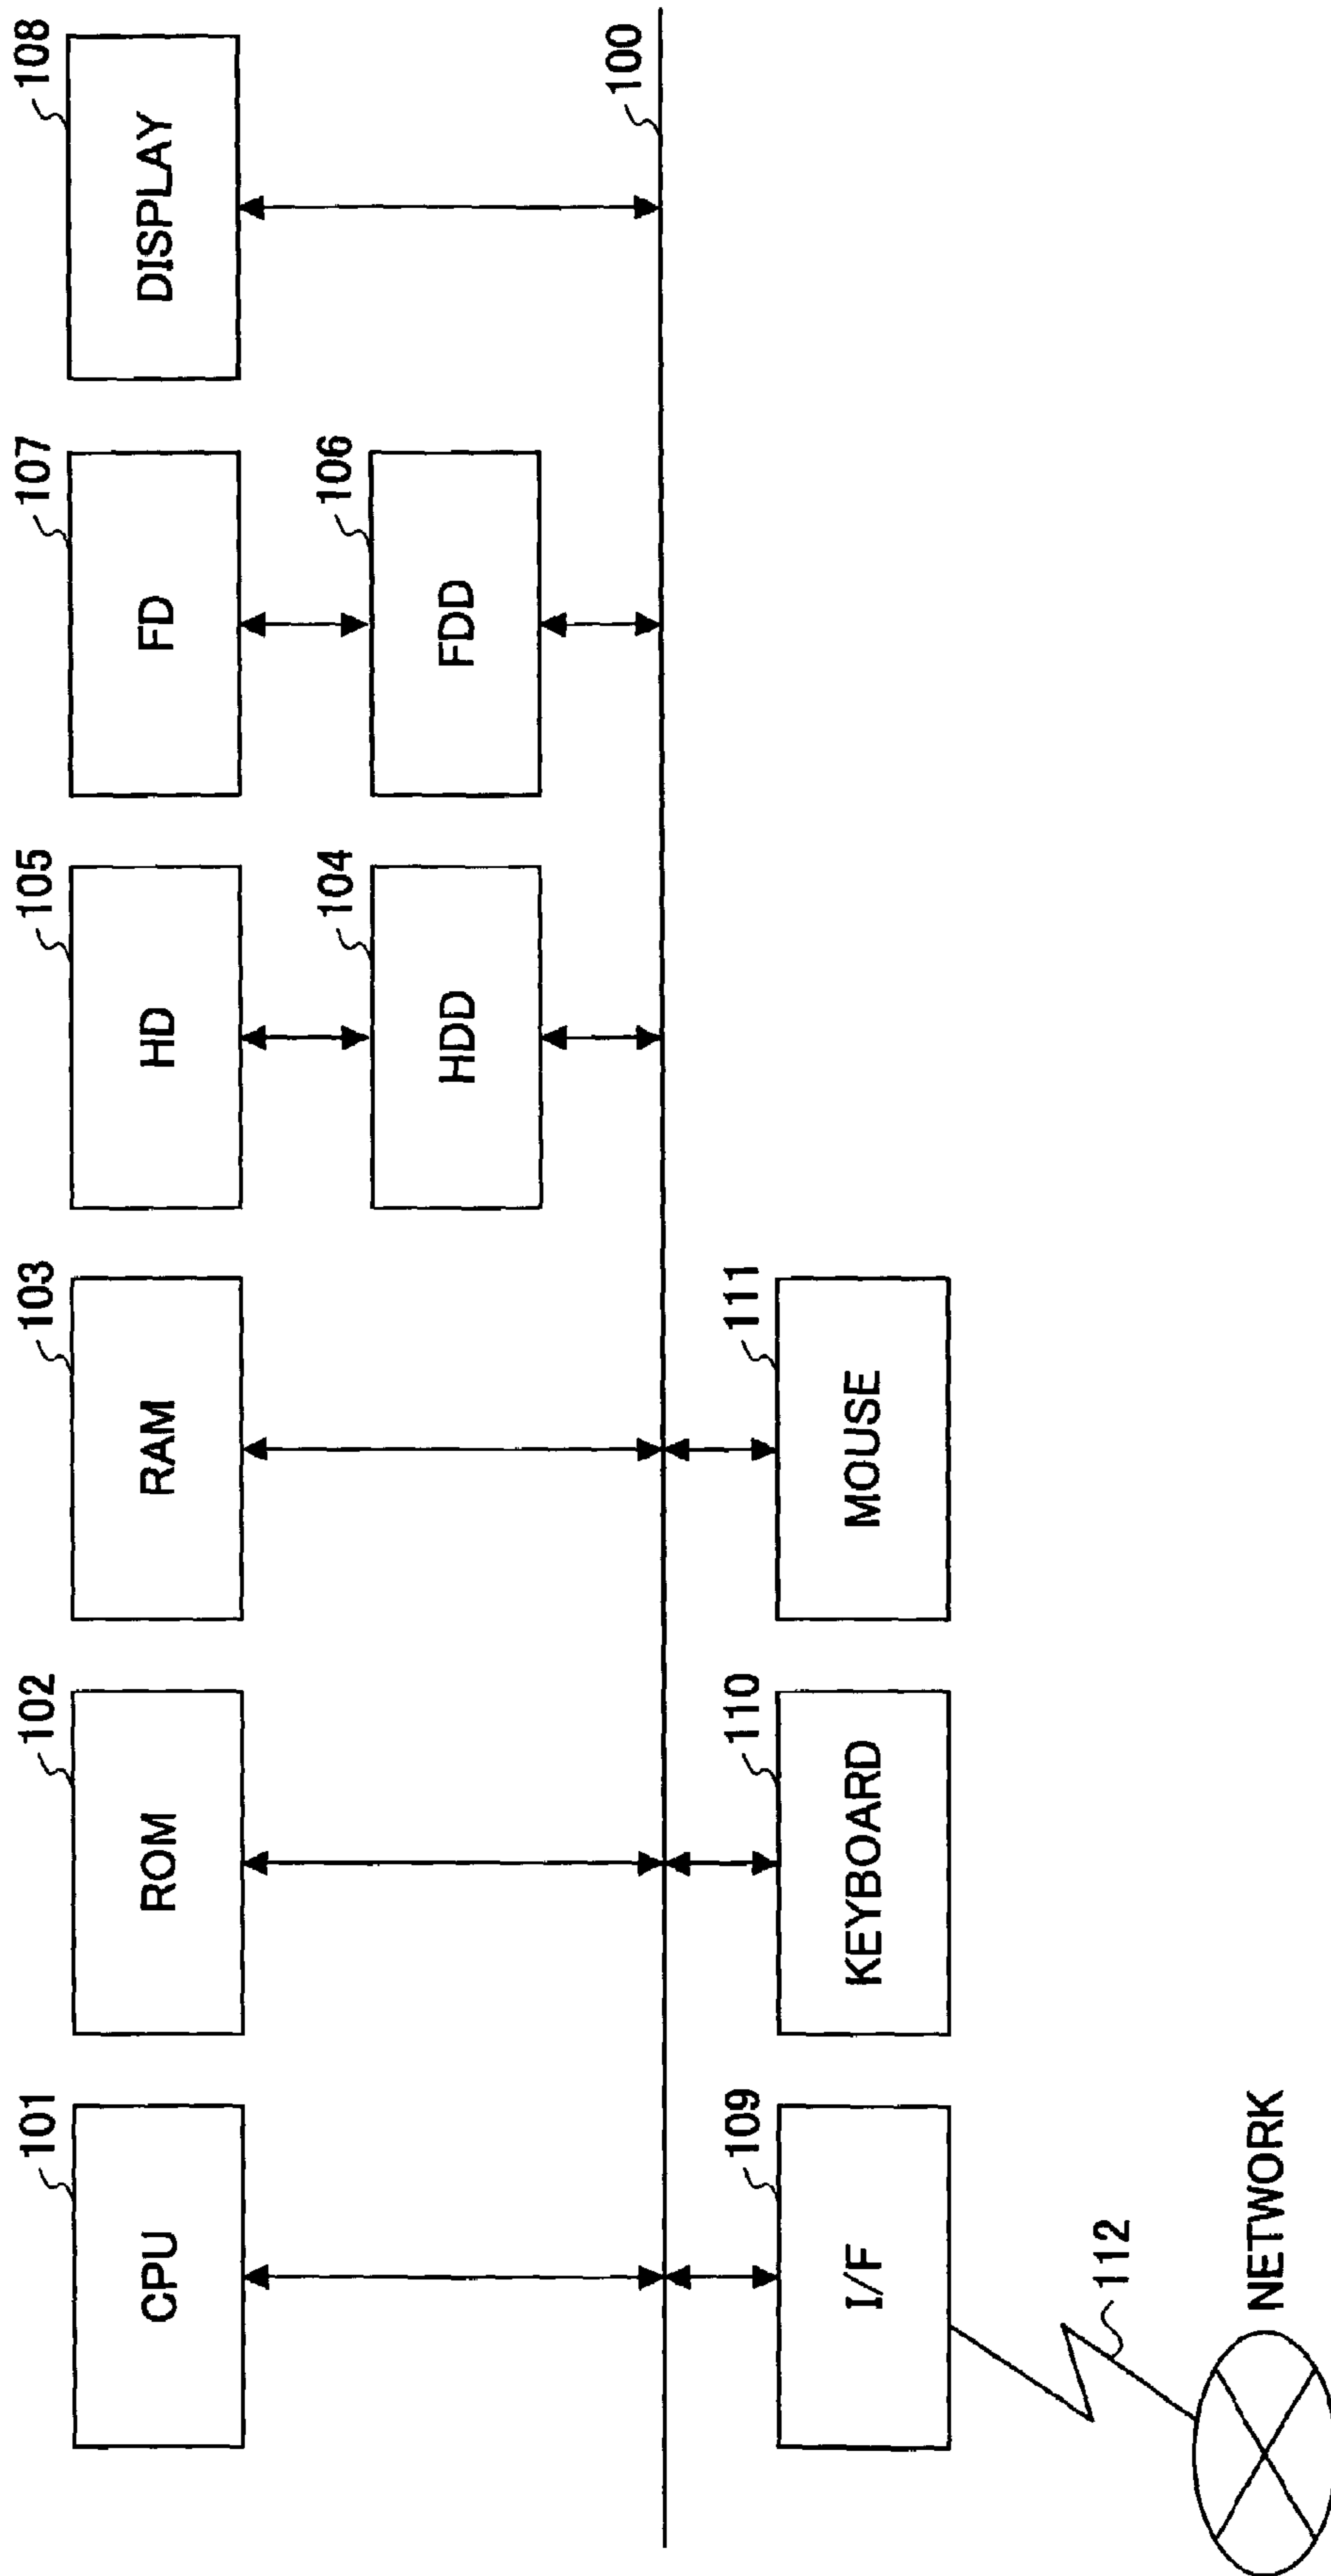 101
CPU
102
ROM
103
RAM
105
HD
107
FD
108
DISPLAY
104
HDD
106
FDD
100
109
I/F
110
KEYBOARD
111
MOUSE
112
NETWORK